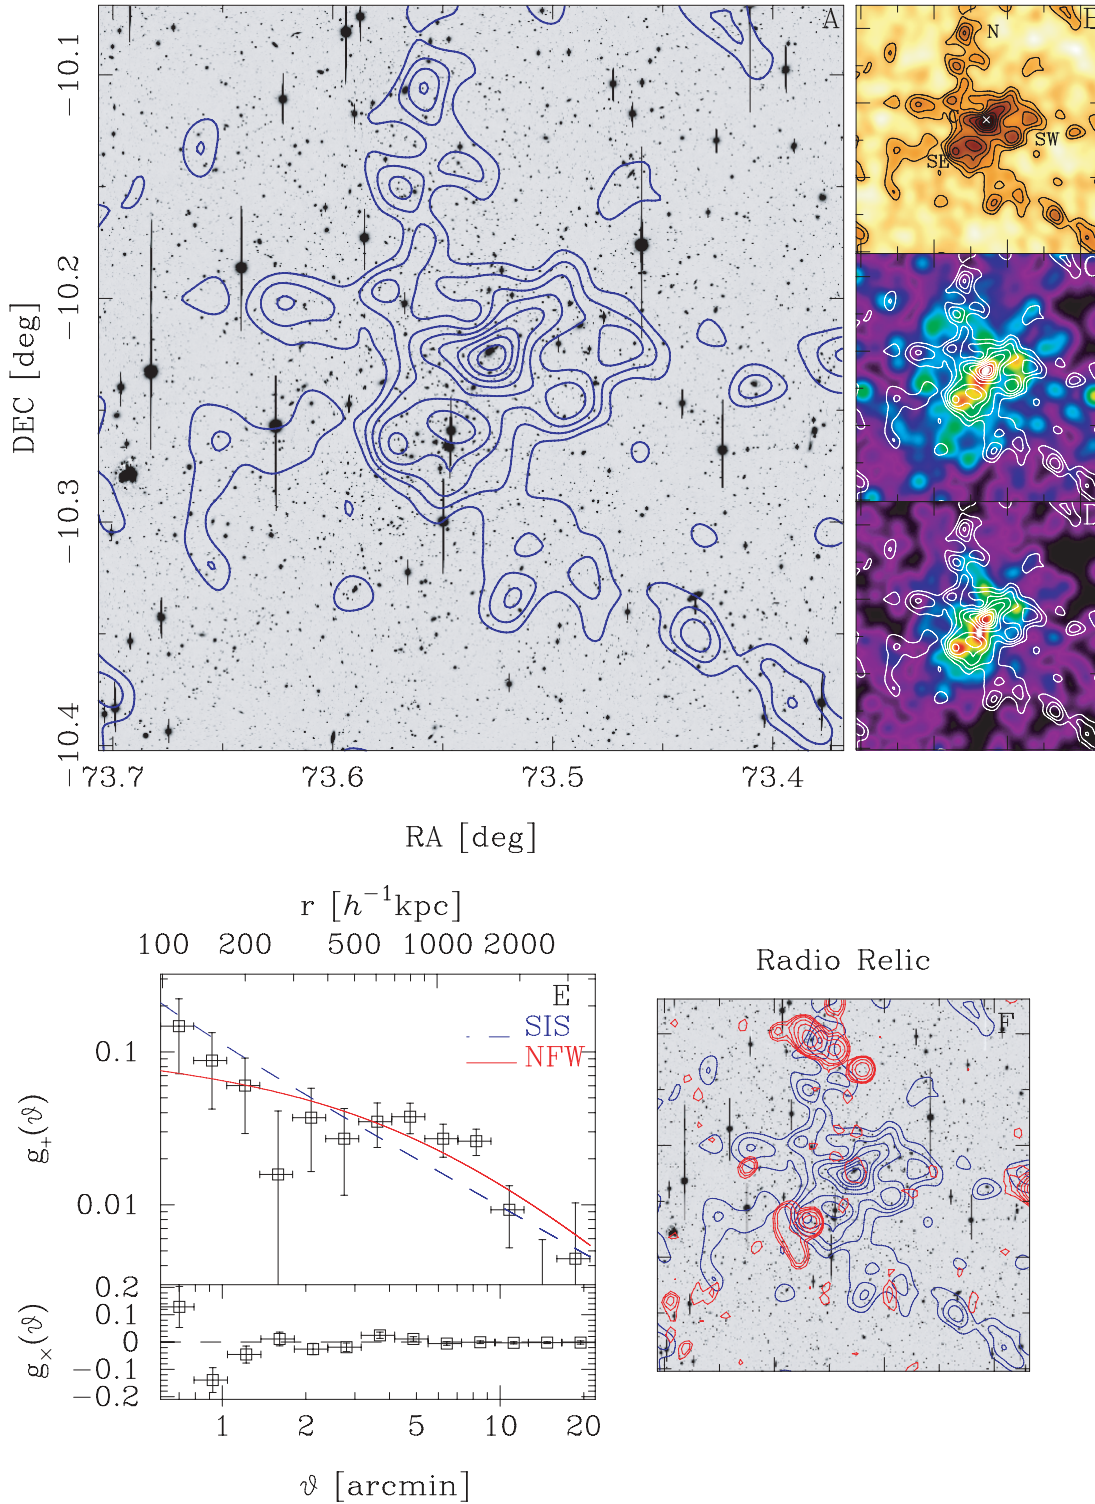 A
B
N
SW
SE
C
D
DEC [deg]
−10.1
−10.2
−10.3
−10.4
−73.7
73.6
73.5
73.4
RA [deg]
r [h⁻¹kpc]
100
200
500
1000
2000
E
SIS
NFW
g₊(ϑ)
0.1
0.01
g×(ϑ)
0.2
0.1
0
−0.1
−0.2
1
2
5
10
20
ϑ [arcmin]
Radio Relic
F